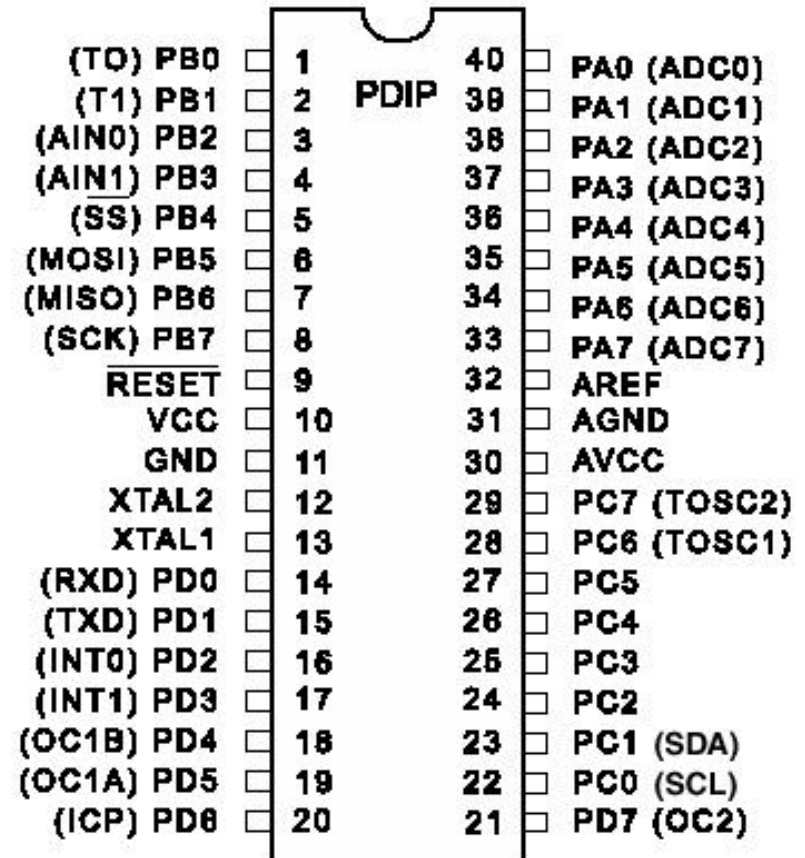 (TO) PB0 1 40 PA0 (ADC0)
PDIP
(T1) PB1 2 39 PA1 (ADC1)
(AIN0) PB2 3 38 PA2 (ADC2)
(AIN1) PB3 4 37 PA3 (ADC3)
(SS) PB4 5 36 PA4 (ADC4)
(MOSI) PB5 6 35 PA5 (ADC5)
(MISO) PB6 7 34 PA6 (ADC6)
(SCK) PB7 8 33 PA7 (ADC7)
RESET 9 32 AREF
VCC 10 31 AGND
GND 11 30 AVCC
XTAL2 12 29 PC7 (TOSC2)
XTAL1 13 28 PC6 (TOSC1)
(RXD) PD0 14 27 PC5
(TXD) PD1 15 26 PC4
(INT0) PD2 16 25 PC3
(INT1) PD3 17 24 PC2
(OC1B) PD4 18 23 PC1 (SDA)
(OC1A) PD5 19 22 PC0 (SCL)
(ICP) PD6 20 21 PD7 (OC2)